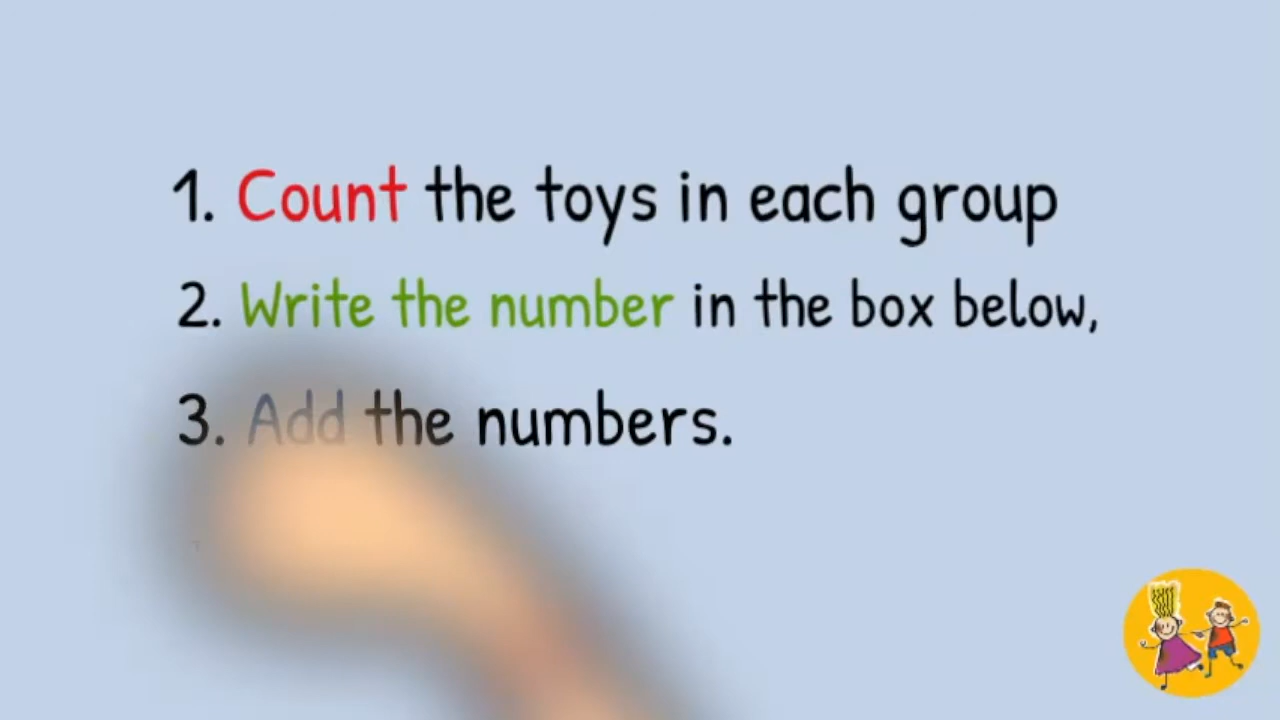 1. Count the toys in each group
2. Write the number in the box below,
3. Add the numbers.